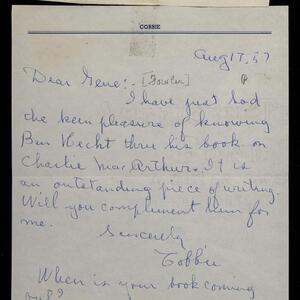 COBBIE
Aug 17, 57
Dear Gene:- [Fowler]
I have just had
the keen pleasure of knowing
Ben Hecht thru his book on
Charlie MacArthur. It is
an outstanding piece of writing.
Will you compliment him for
me.
Sincerely
Cobbie
When is your book coming
out?